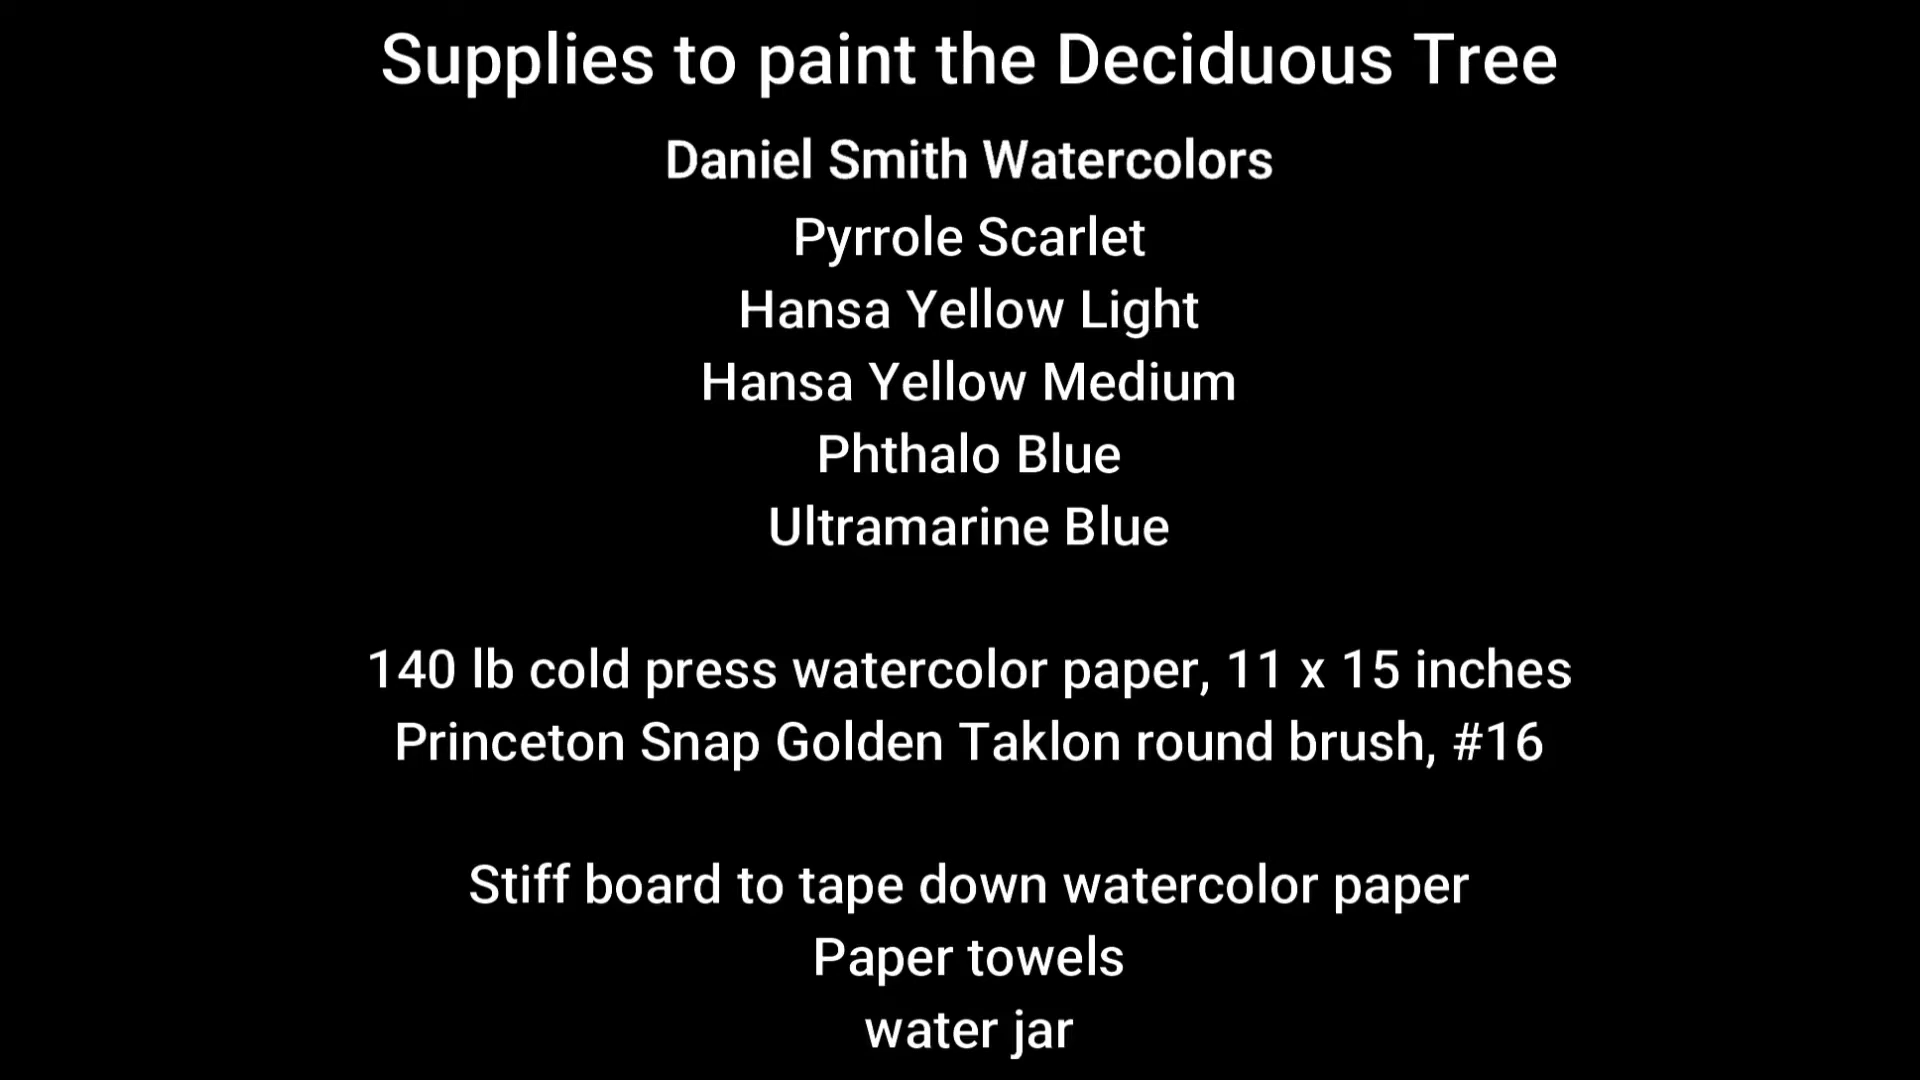 Supplies to paint the Deciduous Tree
Daniel Smith Watercolors
Pyrrole Scarlet
Hansa Yellow Light
Hansa Yellow Medium
Phthalo Blue
Ultramarine Blue
140 lb cold press watercolor paper, 11 x 15 inches
Princeton Snap Golden Taklon round brush, #16
Stiff board to tape down watercolor paper
Paper towels
water jar